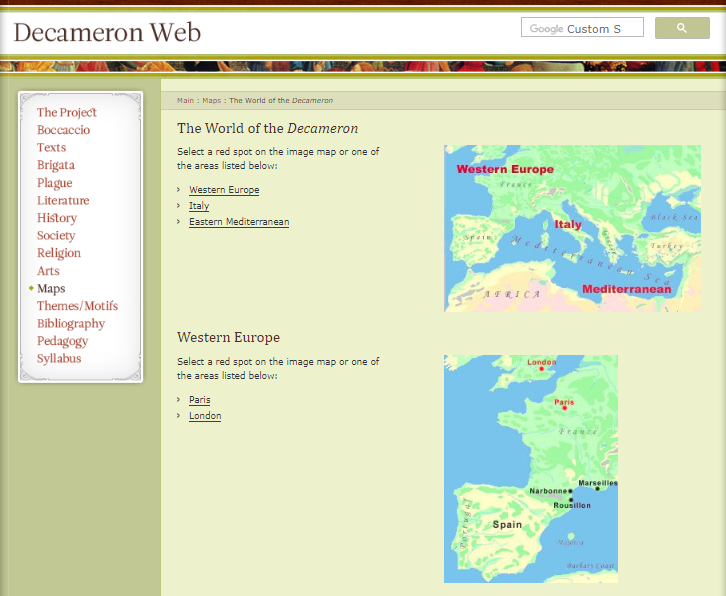 Decameron Web
Google Custom S
The Project
Boccaccio
Texts
Brigata
Plague
Literature
History
Society
Religion
Arts
Maps
Themes/Motifs
Bibliography
Pedagogy
Syllabus
Main : Maps : The World of the Decameron
The World of the Decameron
Select a red spot on the image map or one of
the areas listed below:
› Western Europe
› Italy
› Eastern Mediterranean
Western Europe
France
Italy
Black Sea
Spain
Greece
Turkey
Mediterranean Sea
Mediterranean
AFRICA
Western Europe
Select a red spot on the image map or one of
the areas listed below:
› Paris
› London
London
Paris
France
Marseilles
Narbonne
Rousillon
Spain
Portugal
Majorca
Barbary Coast